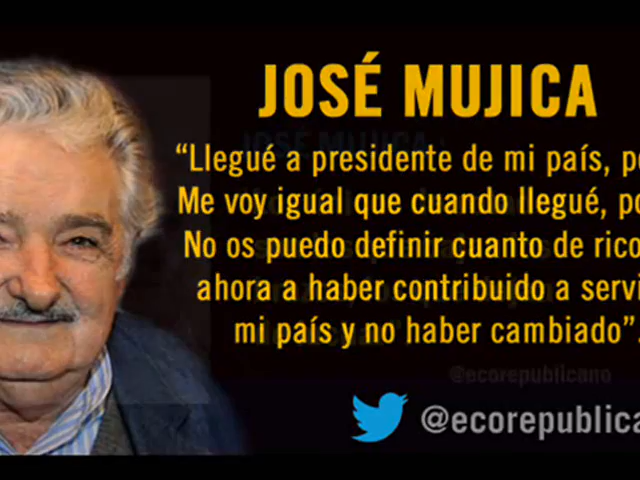 JOSÉ MUJICA
“Llegué a presidente de mi país, po
Me voy igual que cuando llegué, po
No os puedo definir cuanto de rico
ahora a haber contribuido a servi
mi país y no haber cambiado”.
@ecorepublicano
@ecorepublica